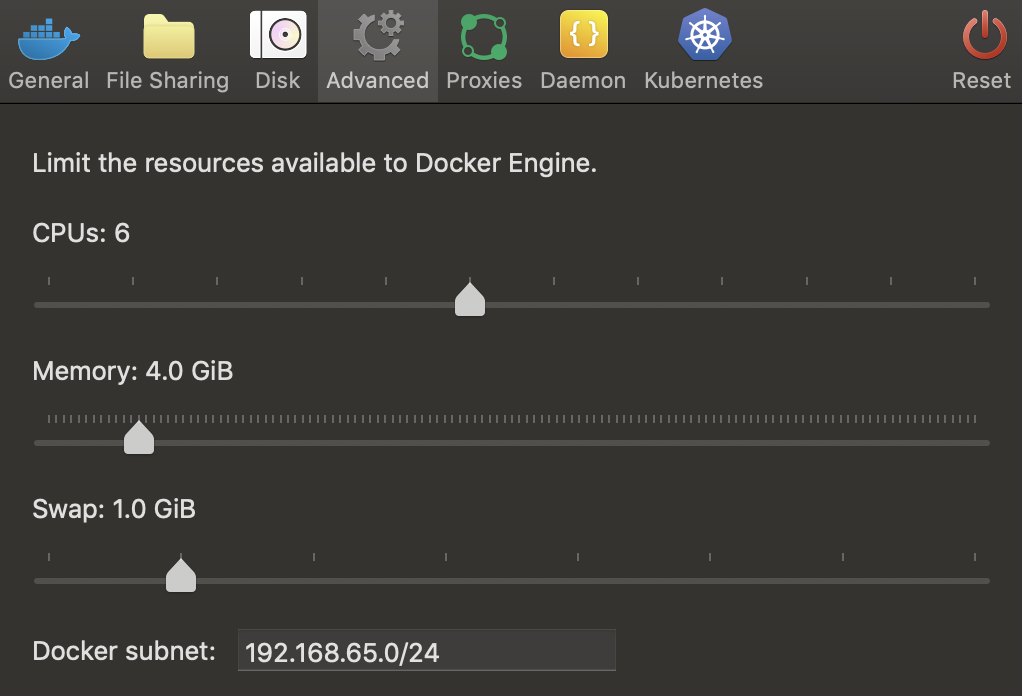 General File Sharing Disk Advanced Proxies Daemon Kubernetes Reset
Limit the resources available to Docker Engine.
CPUs: 6
Memory: 4.0 GiB
Swap: 1.0 GiB
Docker subnet: 192.168.65.0/24